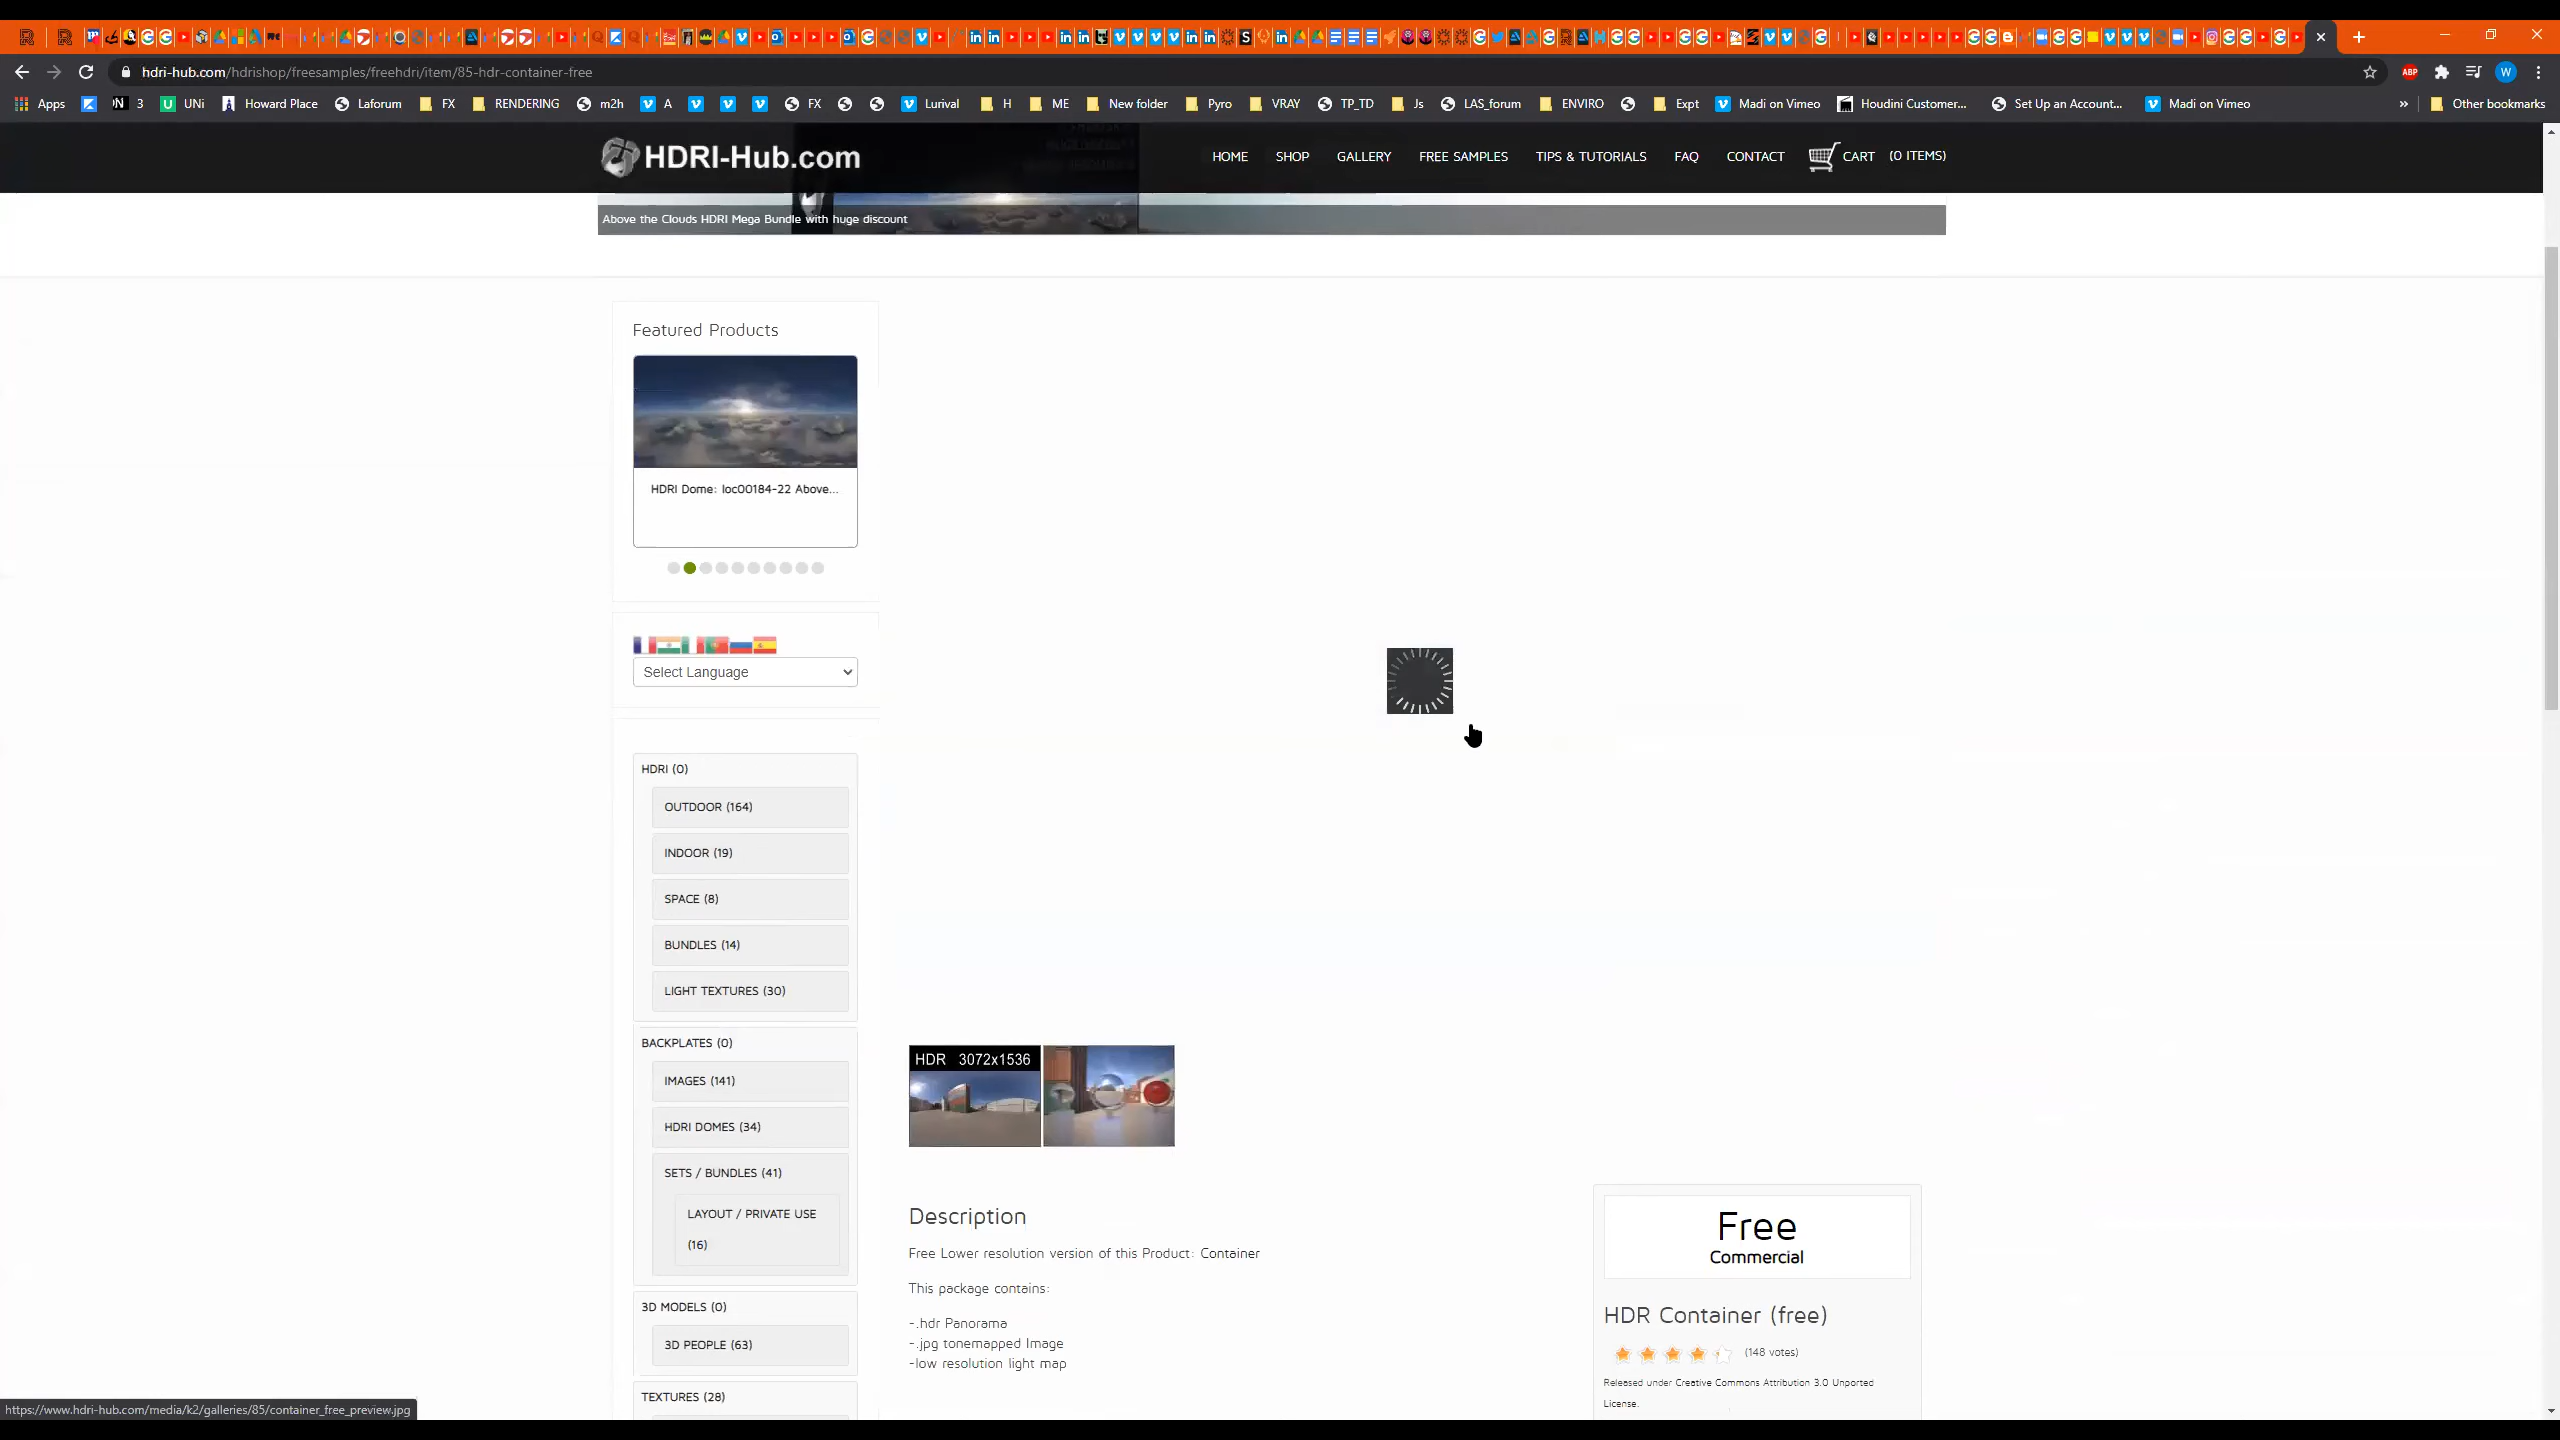 hdri-hub.com/hdrishop/freesamples/freehdri/item/85-hdr-container-free
ABP
W
Apps
3
UNi
Howard Place
Laforum
FX
RENDERING
m2h
A
FX
Lurival
H
ME
New folder
Pyro
VRAY
TP_TD
Js
LAS_forum
ENVIRO
Expt
Madi on Vimeo
Houdini Customer...
Set Up an Account...
Madi on Vimeo
»
Other bookmarks
HDRI-Hub.com
HOME
SHOP
GALLERY
FREE SAMPLES
TIPS & TUTORIALS
FAQ
CONTACT
CART
(0 ITEMS)
Above the Clouds HDRI Mega Bundle with huge discount
Featured Products
HDRI Dome: loc00184-22 Above...
Select Language
HDRI (0)
OUTDOOR (164)
INDOOR (19)
SPACE (8)
BUNDLES (14)
LIGHT TEXTURES (30)
BACKPLATES (0)
IMAGES (141)
HDRI DOMES (34)
SETS / BUNDLES (41)
LAYOUT / PRIVATE USE
(16)
3D MODELS (0)
3D PEOPLE (63)
TEXTURES (28)
HDR 3072x1536
Description
Free Lower resolution version of this Product: Container
This package contains:
-.hdr Panorama
-.jpg tonemapped Image
-low resolution light map
Free
Commercial
HDR Container (free)
(148 votes)
Released under Creative Commons Attribution 3.0 Unported
License.
https://www.hdri-hub.com/media/k2/galleries/85/container_free_preview.jpg